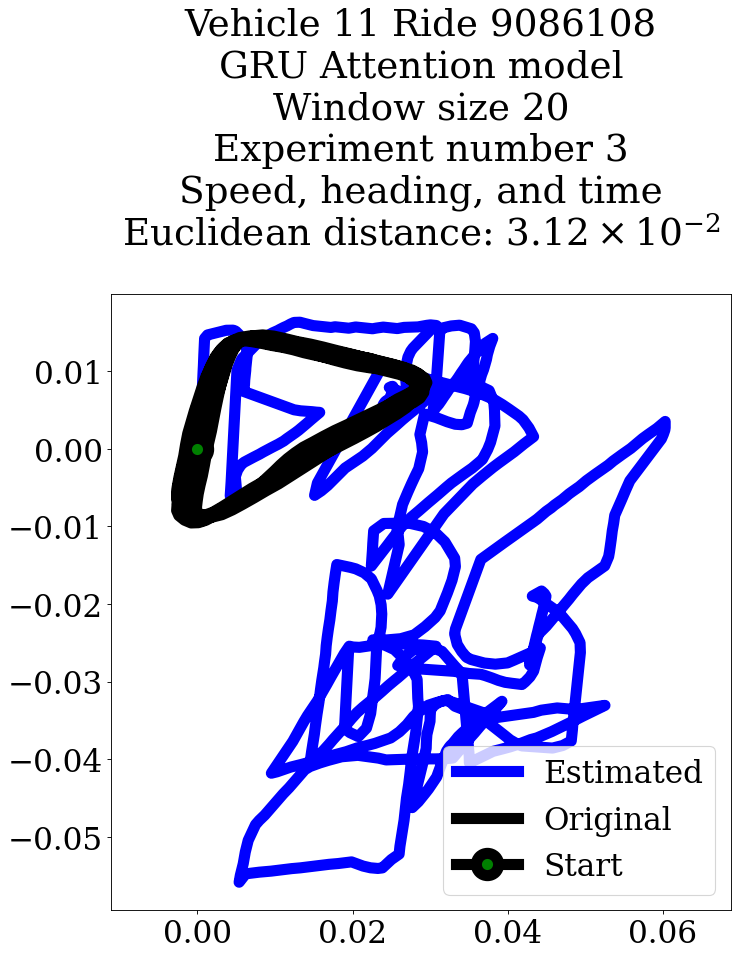 Vehicle 11 Ride 9086108
GRU Attention model
Window size 20
Experiment number 3
Speed, heading, and time
Euclidean distance: 3.12 × 10⁻²
0.01
0.00
−0.01
−0.02
−0.03
−0.04
−0.05
Estimated
Original
Start
0.00 0.02 0.04 0.06